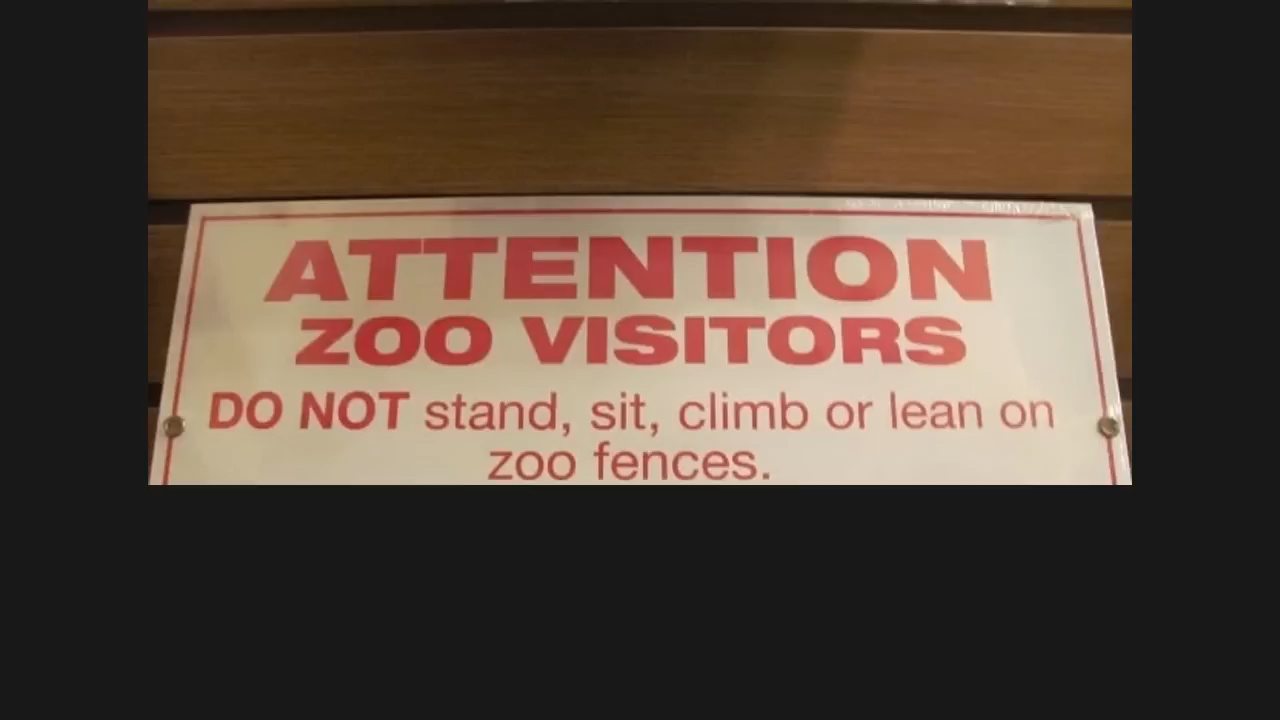 ATTENTION
ZOO VISITORS
DO NOT stand, sit, climb or lean on
zoo fences.